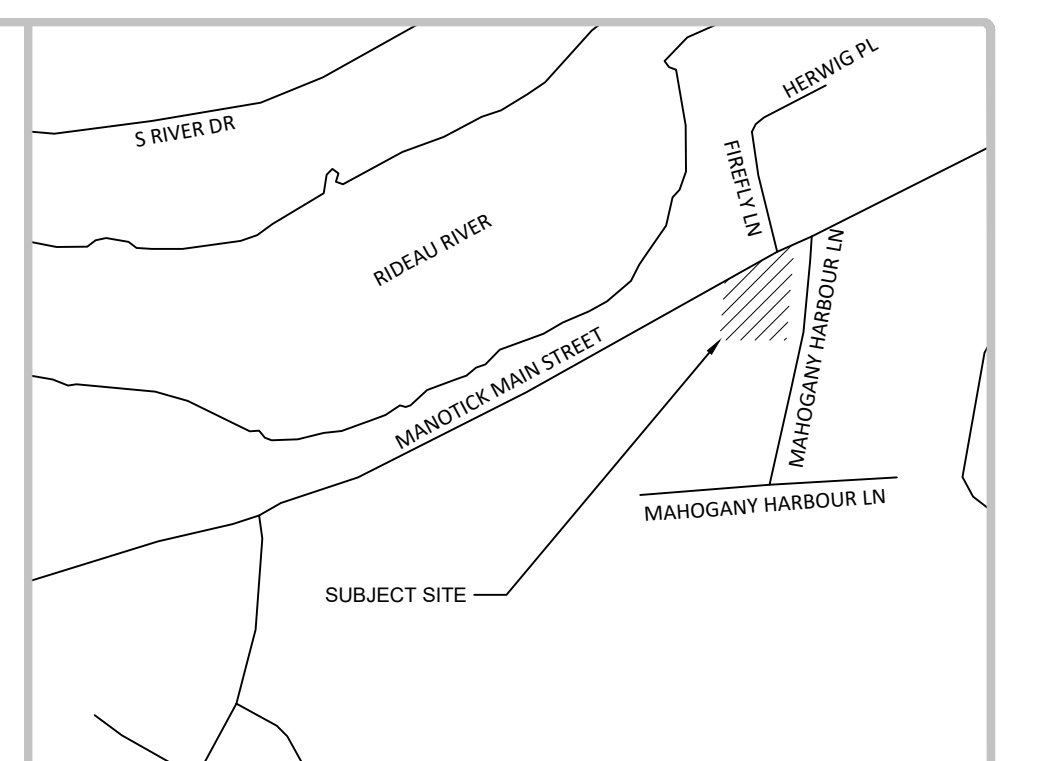 HERWIG PL
S RIVER DR
FIREFLY LN
RIDEAU RIVER
MAHOGANY HARBOUR LN
MANOTICK MAIN STREET
MAHOGANY HARBOUR LN
SUBJECT SITE